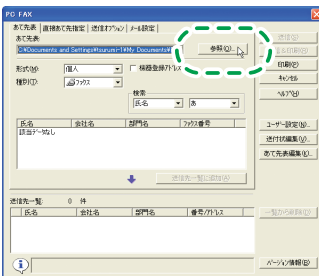 PC FAX
あて先表 直接あて先指定 送信オプション メール設定
あて先表:
C:¥Documents and Settings¥tsurumi-1¥My Documents¥
参照(O)...
形式(M): 個人 機器登録アドレス
種別(D): ファクス
検索
氏名 あ
氏名 会社名 部門名 ファクス番号
該当データなし
送信先一覧に追加(A)
送信先一覧: 0 件
氏名 会社名 部門名 番号/アドレス
印刷(P)
キャンセル
ヘルプ(H)
ユーザー設定(N)...
送付状編集(V)...
あて先表編集(L)...
一覧から削除(D)
バージョン情報(B)